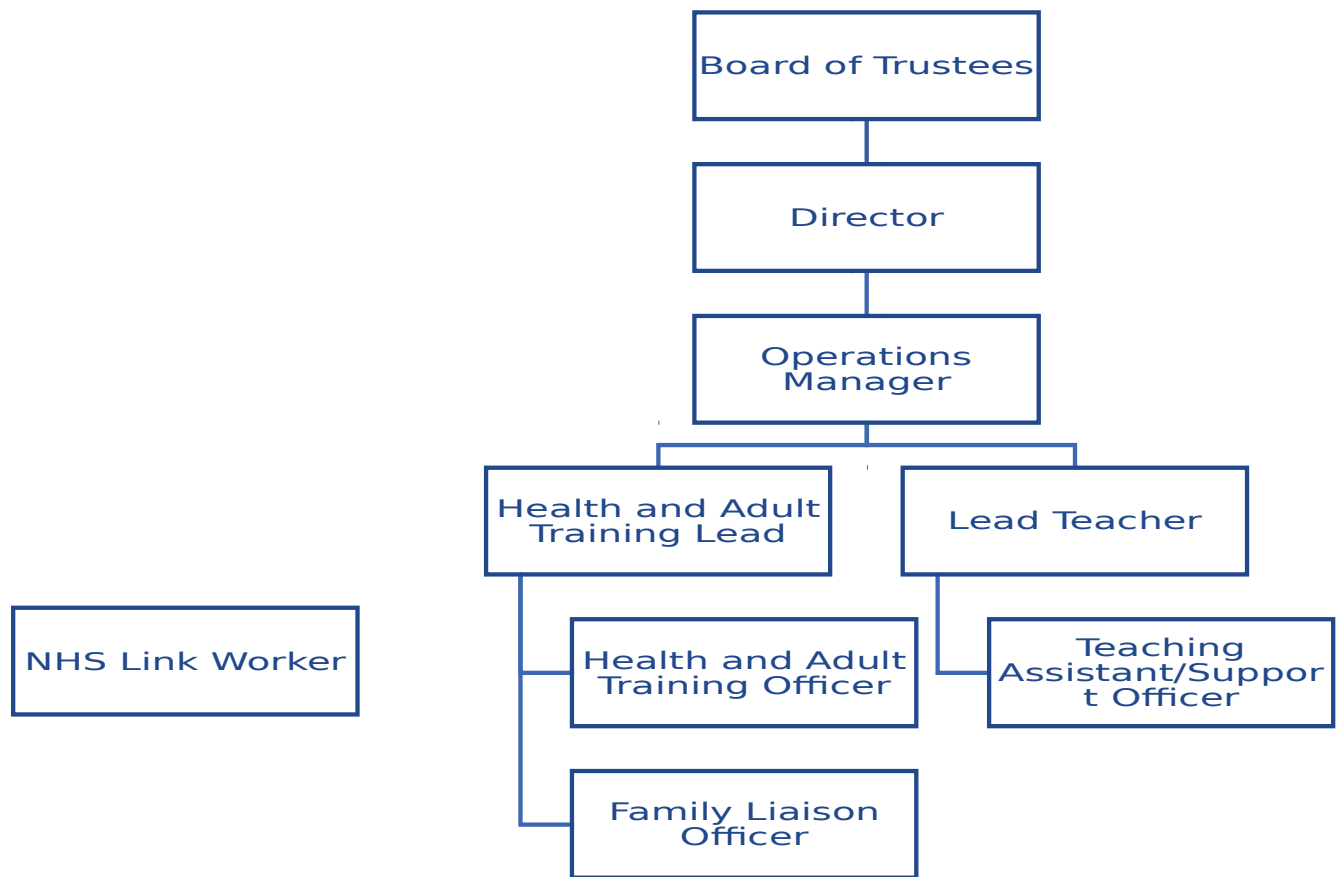 Board of Trustees
Director
Operations
Manager
Health and Adult
Training Lead
Lead Teacher
NHS Link Worker
Health and Adult
Training Officer
Teaching
Assistant/Suppor
t Officer
Family Liaison
Officer